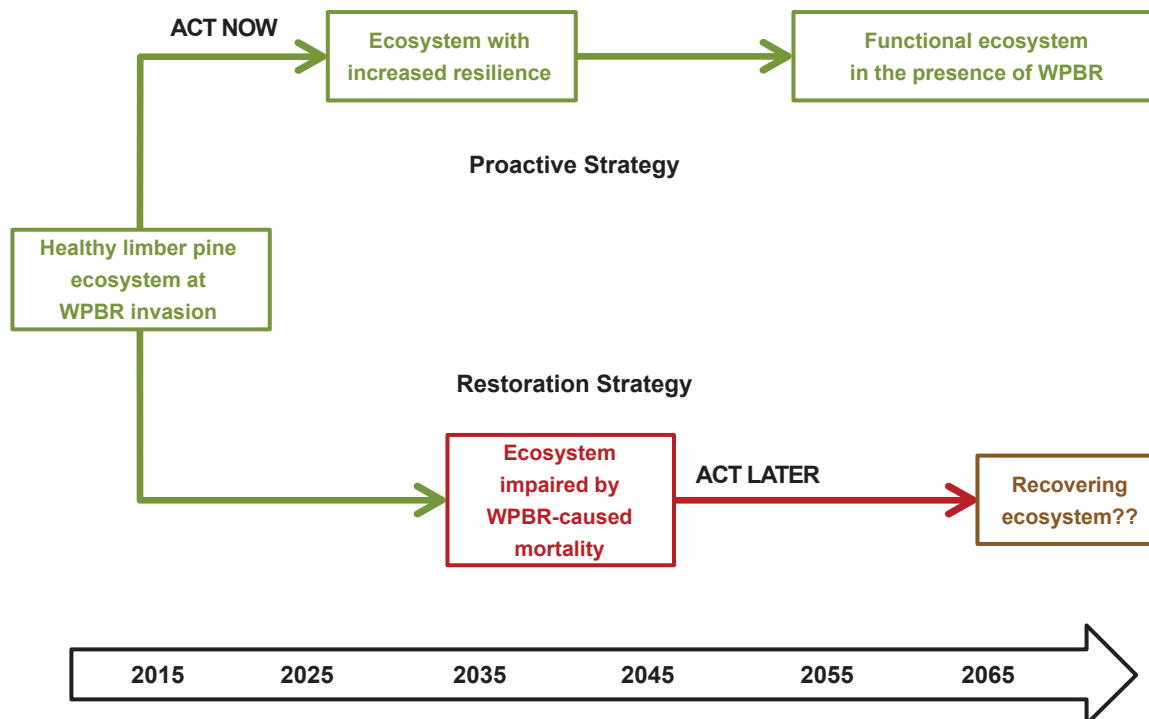 ACT NOW
Ecosystem with
increased resilience
Functional ecosystem
in the presence of WPBR
Proactive Strategy
Healthy limber pine
ecosystem at
WPBR invasion
Restoration Strategy
Ecosystem
impaired by
WPBR-caused
mortality
ACT LATER
Recovering
ecosystem??
2015 2025 2035 2045 2055 2065